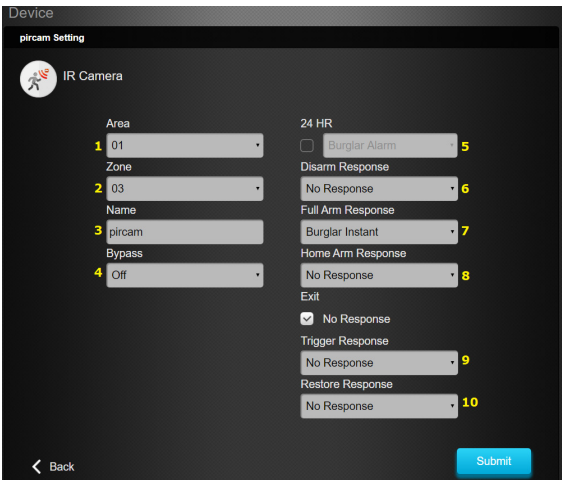 Device
pircam Setting
IR Camera
Area
1 01
Zone
2 03
Name
3 pircam
Bypass
4 Off
24 HR
Burglar Alarm 5
Disarm Response
No Response 6
Full Arm Response
Burglar Instant 7
Home Arm Response
No Response 8
Exit
No Response
Trigger Response
No Response 9
Restore Response
No Response 10
Back
Submit